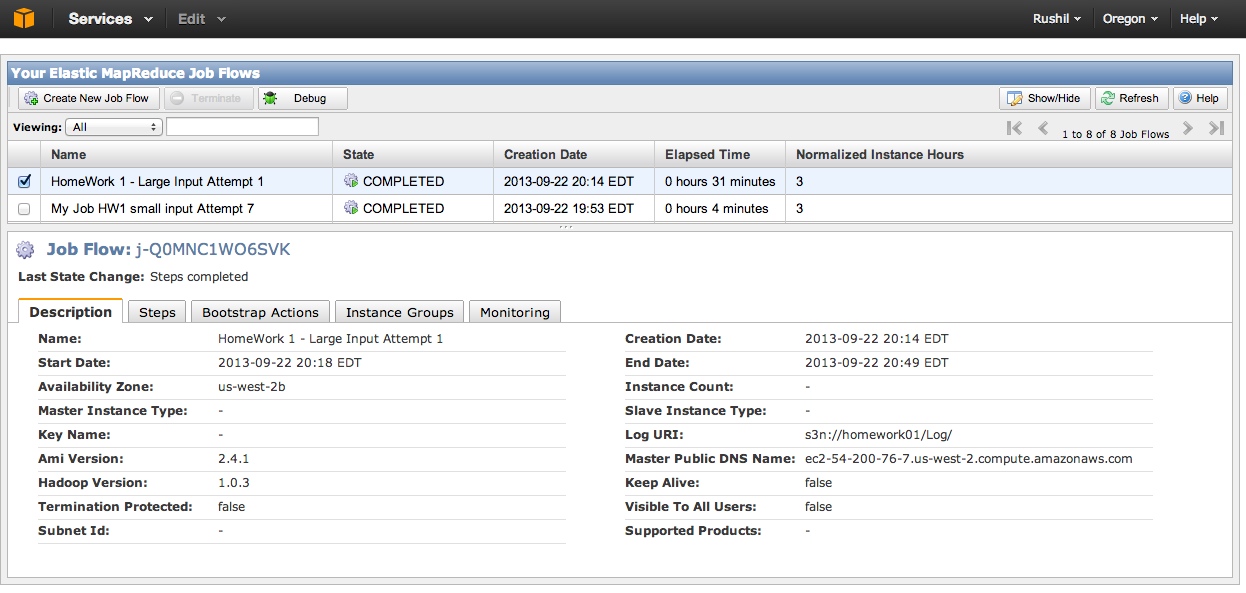 Services Edit Rushil Oregon Help
Your Elastic MapReduce Job Flows
Create New Job Flow Terminate Debug Show/Hide Refresh Help
Viewing: All 1 to 8 of 8 Job Flows
Name State Creation Date Elapsed Time Normalized Instance Hours
HomeWork 1 - Large Input Attempt 1 COMPLETED 2013-09-22 20:14 EDT 0 hours 31 minutes 3
My Job HW1 small input Attempt 7 COMPLETED 2013-09-22 19:53 EDT 0 hours 4 minutes 3
Job Flow: j-Q0MNC1WO6SVK
Last State Change: Steps completed
Description Steps Bootstrap Actions Instance Groups Monitoring
Name: HomeWork 1 - Large Input Attempt 1 Creation Date: 2013-09-22 20:14 EDT
Start Date: 2013-09-22 20:18 EDT End Date: 2013-09-22 20:49 EDT
Availability Zone: us-west-2b Instance Count: -
Master Instance Type: - Slave Instance Type: -
Key Name: - Log URI: s3n://homework01/Log/
Ami Version: 2.4.1 Master Public DNS Name: ec2-54-200-76-7.us-west-2.compute.amazonaws.com
Hadoop Version: 1.0.3 Keep Alive: false
Termination Protected: false Visible To All Users: false
Subnet Id: - Supported Products: -